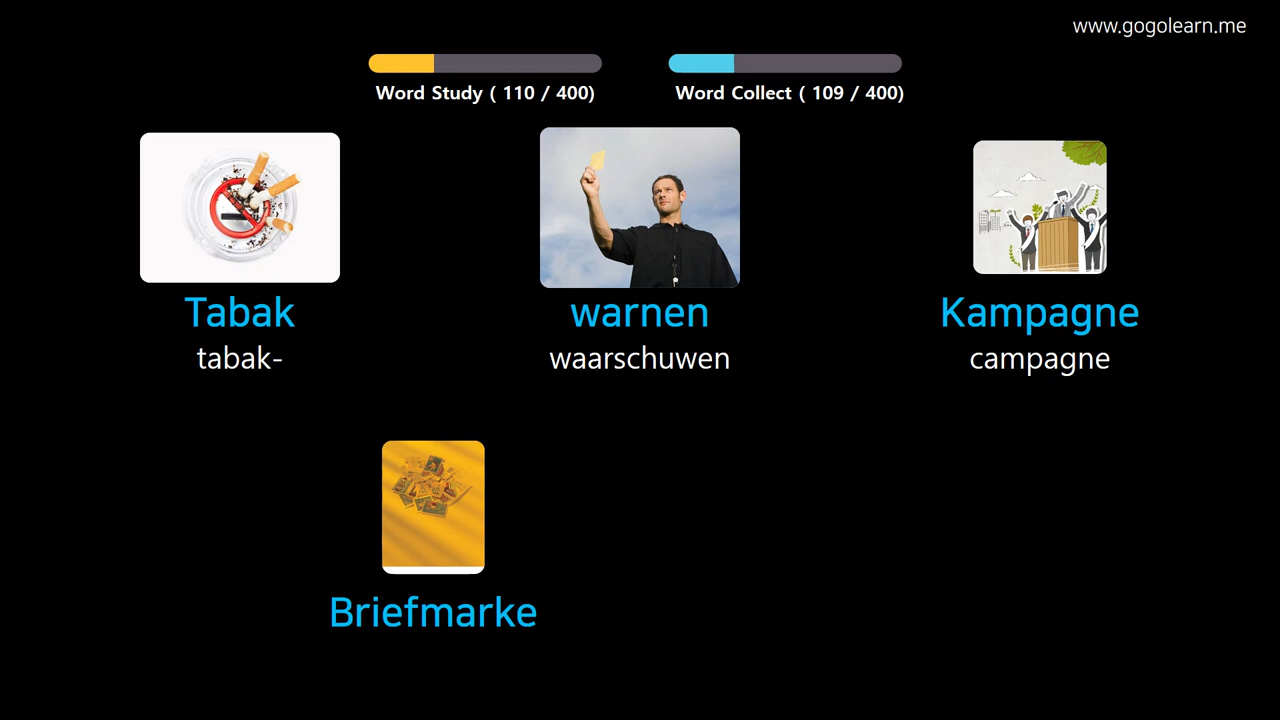 www.gogolearn.me
Word Study ( 110 / 400)
Word Collect ( 109 / 400)
Tabak
tabak-
warnen
waarschuwen
Kampagne
campagne
Briefmarke